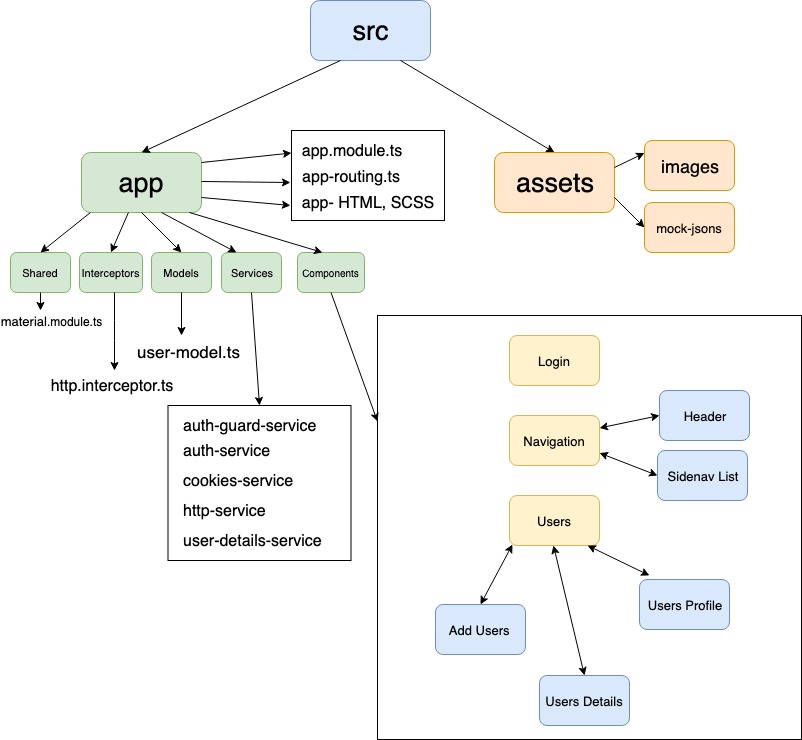 src
app
app.module.ts
app-routing.ts
app- HTML, SCSS
assets
images
mock-jsons
Shared
Interceptors
Models
Services
Components
material.module.ts
user-model.ts
http.interceptor.ts
auth-guard-service
auth-service
cookies-service
http-service
user-details-service
Login
Navigation
Header
Sidenav List
Users
Add Users
Users Profile
Users Details